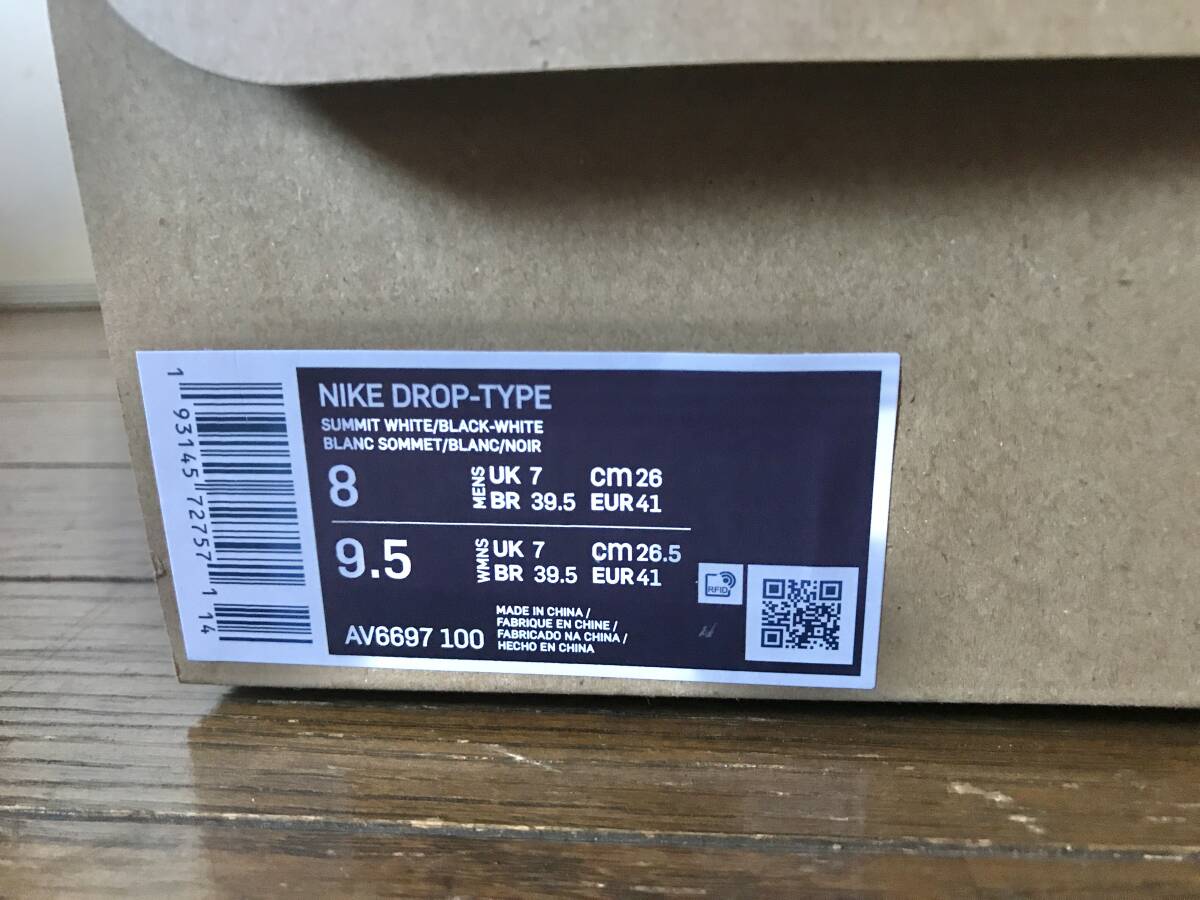 NIKE DROP-TYPE
SUMMIT WHITE/BLACK-WHITE
BLANC SOMMET/BLANC/NOIR
8 MENS UK 7 cm 26
BR 39.5 EUR 41
9.5 WMNS UK 7 cm 26.5
BR 39.5 EUR 41
RFID
AV6697 100
MADE IN CHINA /
FABRIQUE EN CHINE /
FABRICADO NA CHINA /
HECHO EN CHINA
1 93145 72757 1 14